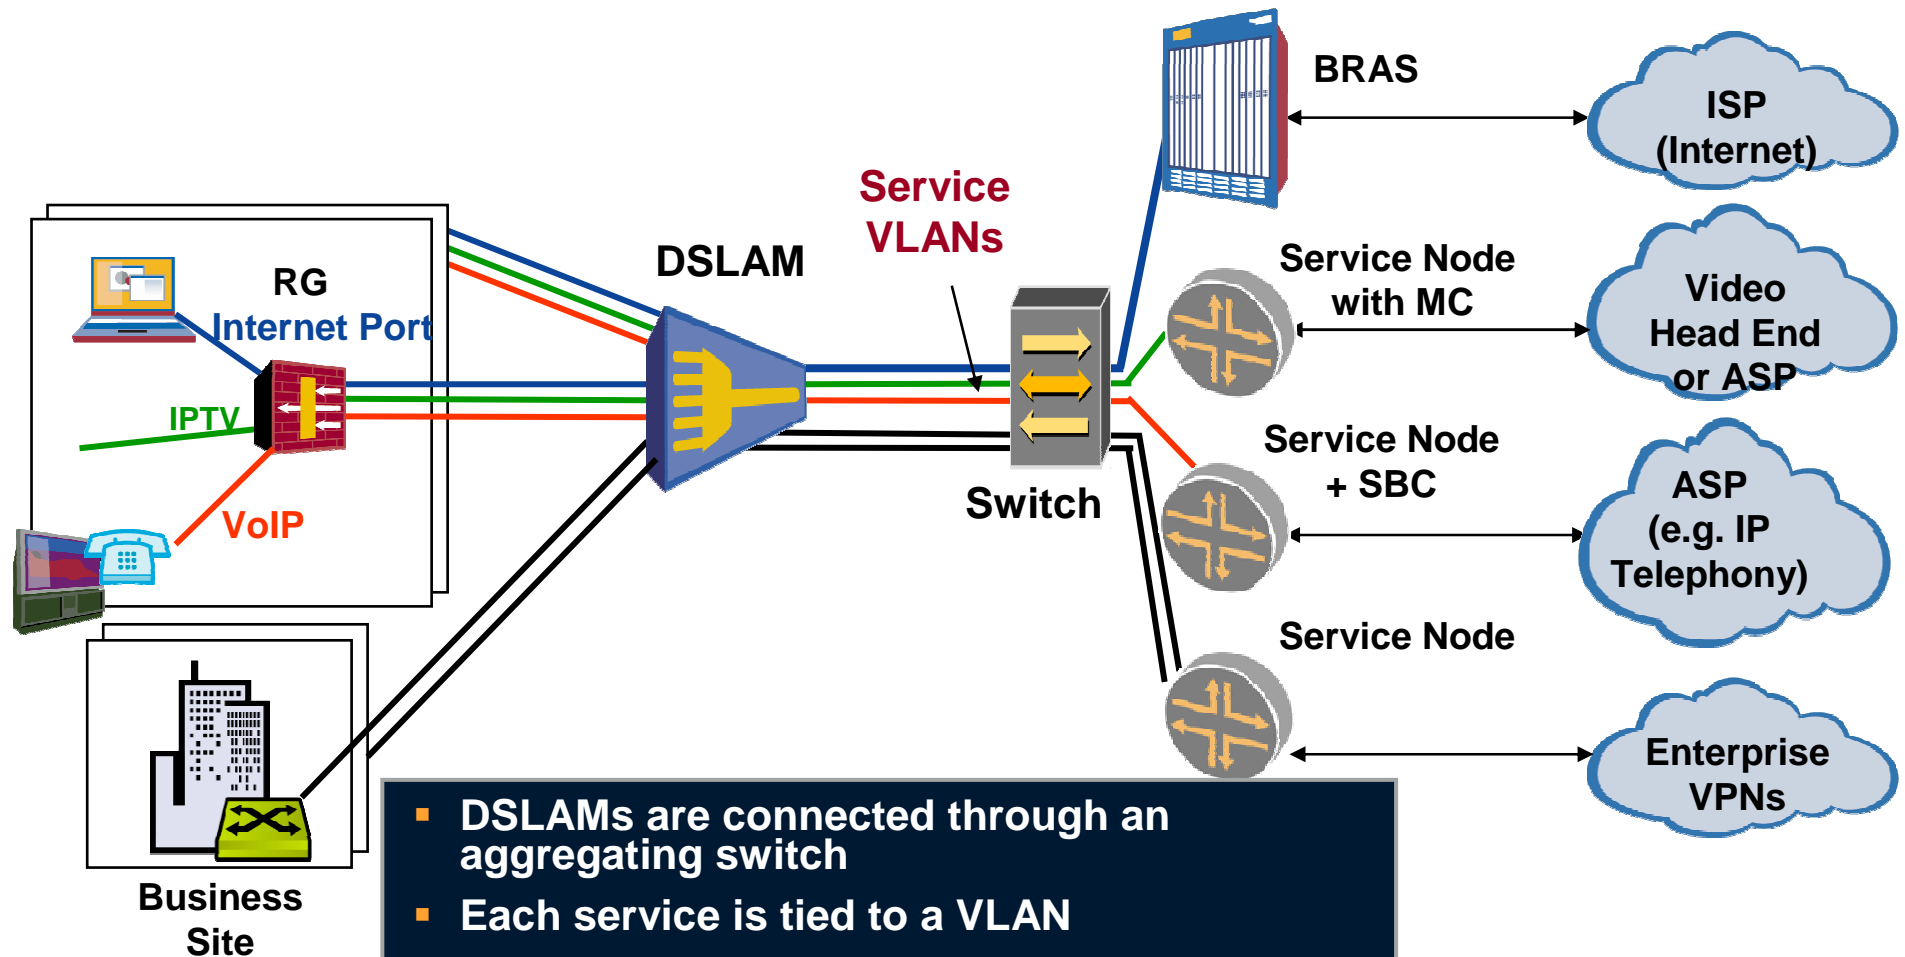 BRAS
ISP
(Internet)
Service
VLANs
DSLAM
RG
Internet Port
IPTV
VoIP
Service Node
with MC
Video
Head End
or ASP
Switch
Service Node
+ SBC
ASP
(e.g. IP
Telephony)
Service Node
Enterprise
VPNs
Business
Site
▪ DSLAMs are connected through an
aggregating switch
▪ Each service is tied to a VLAN